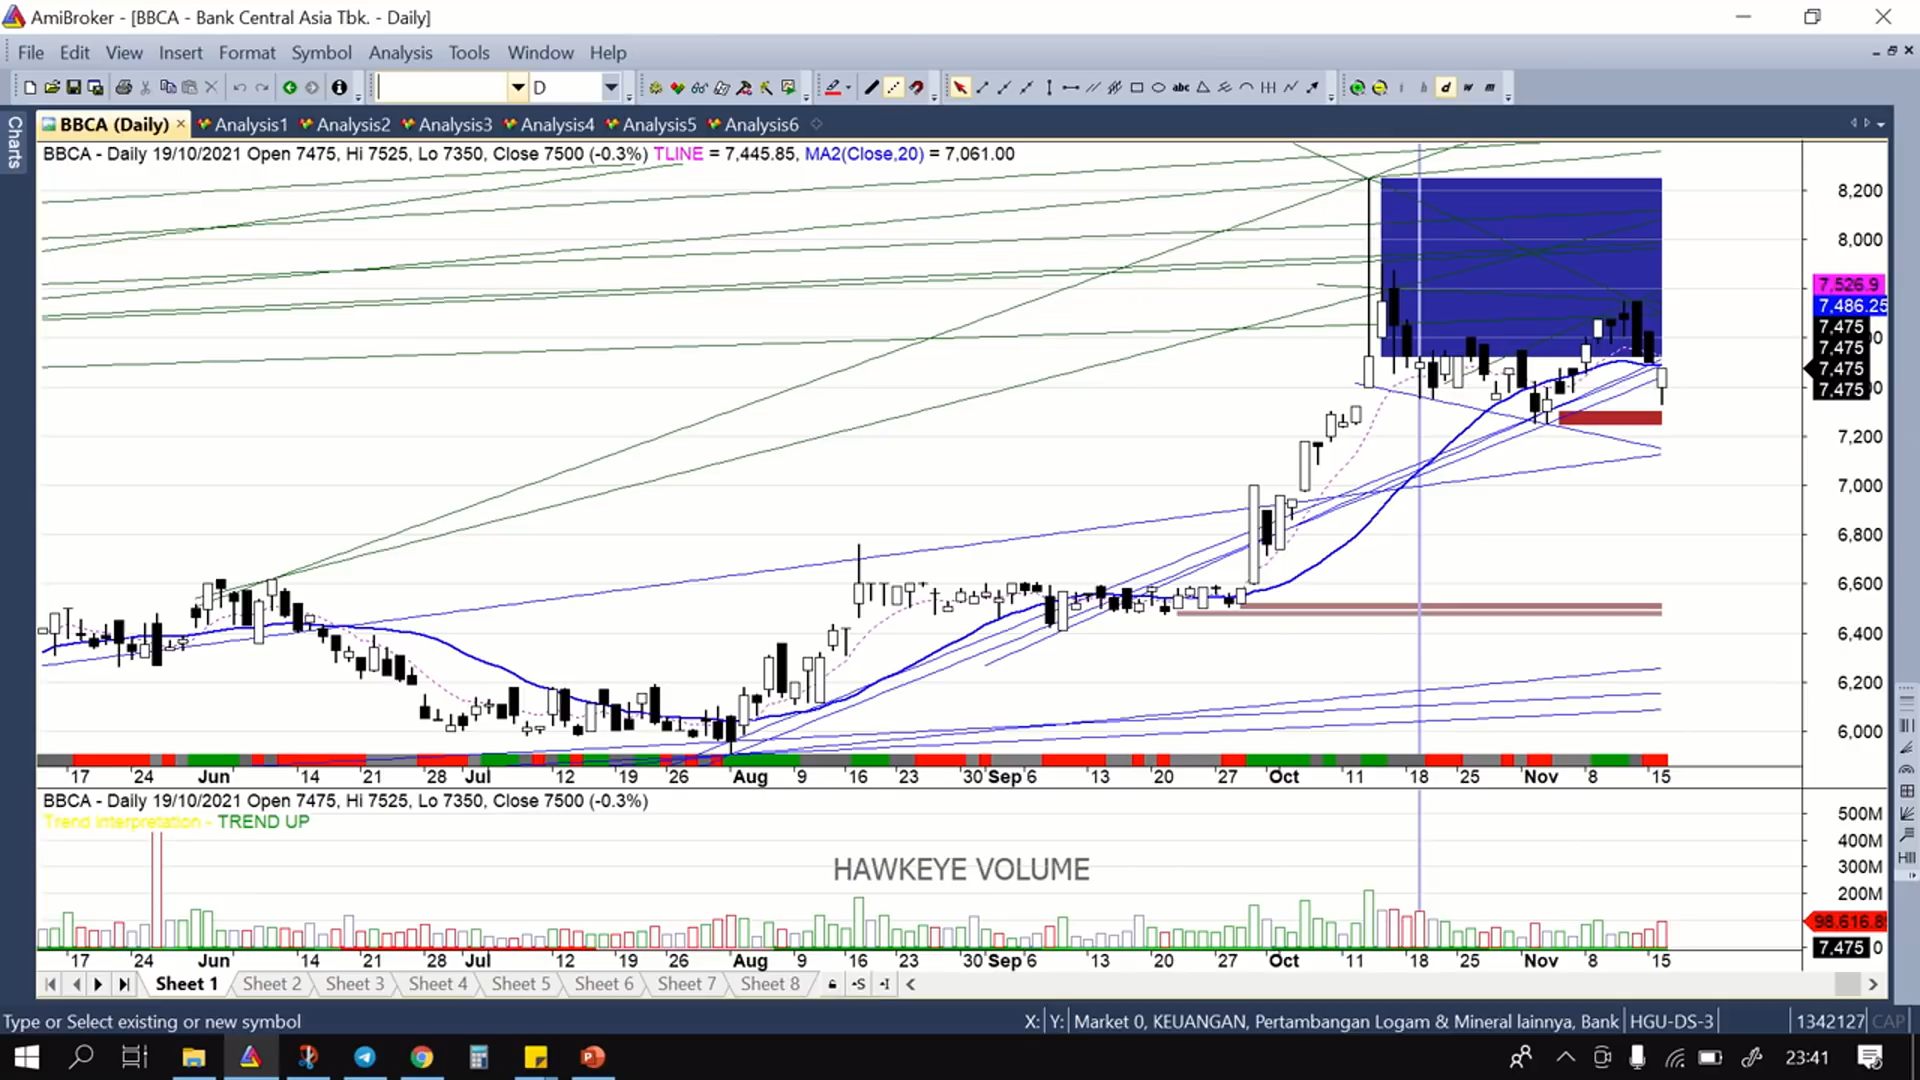 AmiBroker - [BBCA - Bank Central Asia Tbk. - Daily]
File Edit View Insert Format Symbol Analysis Tools Window Help
D
abc
d w m
Charts
BBCA (Daily) Analysis1 Analysis2 Analysis3 Analysis4 Analysis5 Analysis6
BBCA - Daily 19/10/2021 Open 7475, Hi 7525, Lo 7350, Close 7500 (-0.3%) TLINE = 7,445.85, MA2(Close,20) = 7,061.00
8,200
8,000
7,526.9
7,486.25
7,475
7,475
7,475
7,475
7,200
7,000
6,800
6,600
6,400
6,200
6,000
17 24 Jun 14 21 28 Jul 12 19 26 Aug 9 16 23 30 Sep 6 13 20 27 Oct 11 18 25 Nov 8 15
BBCA - Daily 19/10/2021 Open 7475, Hi 7525, Lo 7350, Close 7500 (-0.3%)
Trend Interpretation - TREND UP
HAWKEYE VOLUME
500M
400M
300M
200M
98,616.8
7,475 0
17 24 Jun 14 21 28 Jul 12 19 26 Aug 9 16 23 30 Sep 6 13 20 27 Oct 11 18 25 Nov 8 15
Sheet 1 Sheet 2 Sheet 3 Sheet 4 Sheet 5 Sheet 6 Sheet 7 Sheet 8
Type or Select existing or new symbol X: Y: Market 0, KEUANGAN, Pertambangan Logam & Mineral lainnya, Bank HGU-DS-3 1342127 CAP
23:41